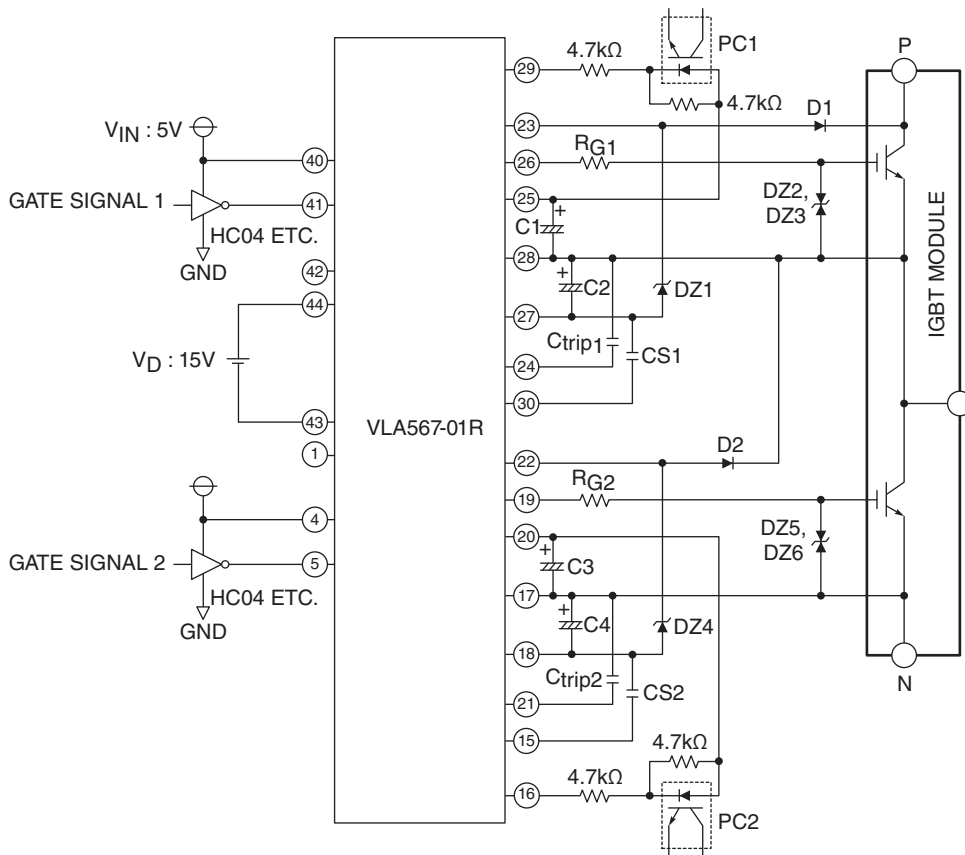 PC1
4.7kΩ
29
4.7kΩ
P
D1
23
VIN : 5V
40
RG1
26
GATE SIGNAL 1
41
25
DZ2,
DZ3
HC04 ETC.
C1
+
GND
42
28
+
C2
DZ1
44
27
IGBT MODULE
VD : 15V
Ctrip1
CS1
24
30
43
VLA567-01R
1
22
D2
RG2
19
4
20
DZ5,
DZ6
GATE SIGNAL 2
5
+
C3
HC04 ETC.
17
+
C4
DZ4
GND
18
N
Ctrip2
CS2
21
15
4.7kΩ
4.7kΩ
16
PC2